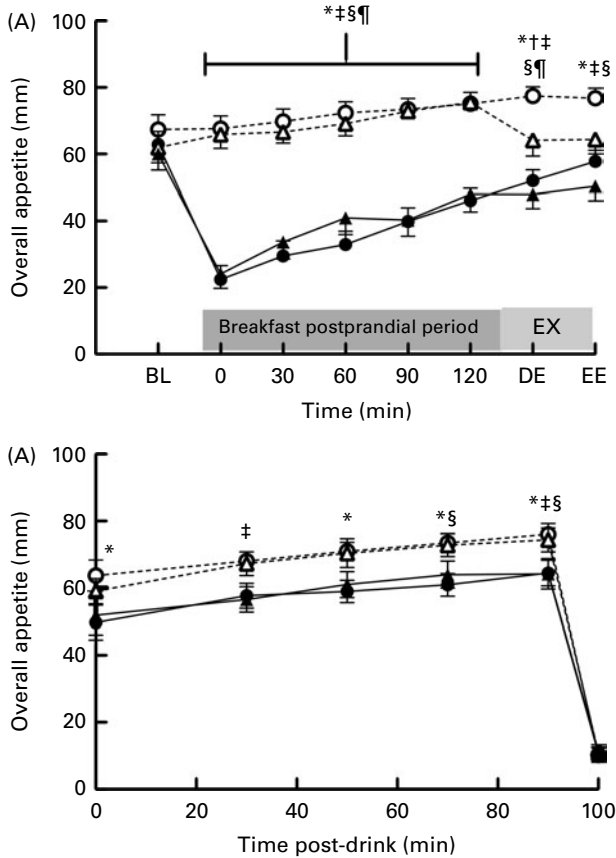 (A)
100
*‡§¶
*†‡
§¶
*‡§
80
60
40
20
0
Overall appetite (mm)
Breakfast postprandial period
EX
BL
0
30
60
90
120
DE
EE
Time (min)
(A)
100
80
60
40
20
0
Overall appetite (mm)
*
‡
*
*§
*‡§
0
20
40
60
80
100
Time post-drink (min)